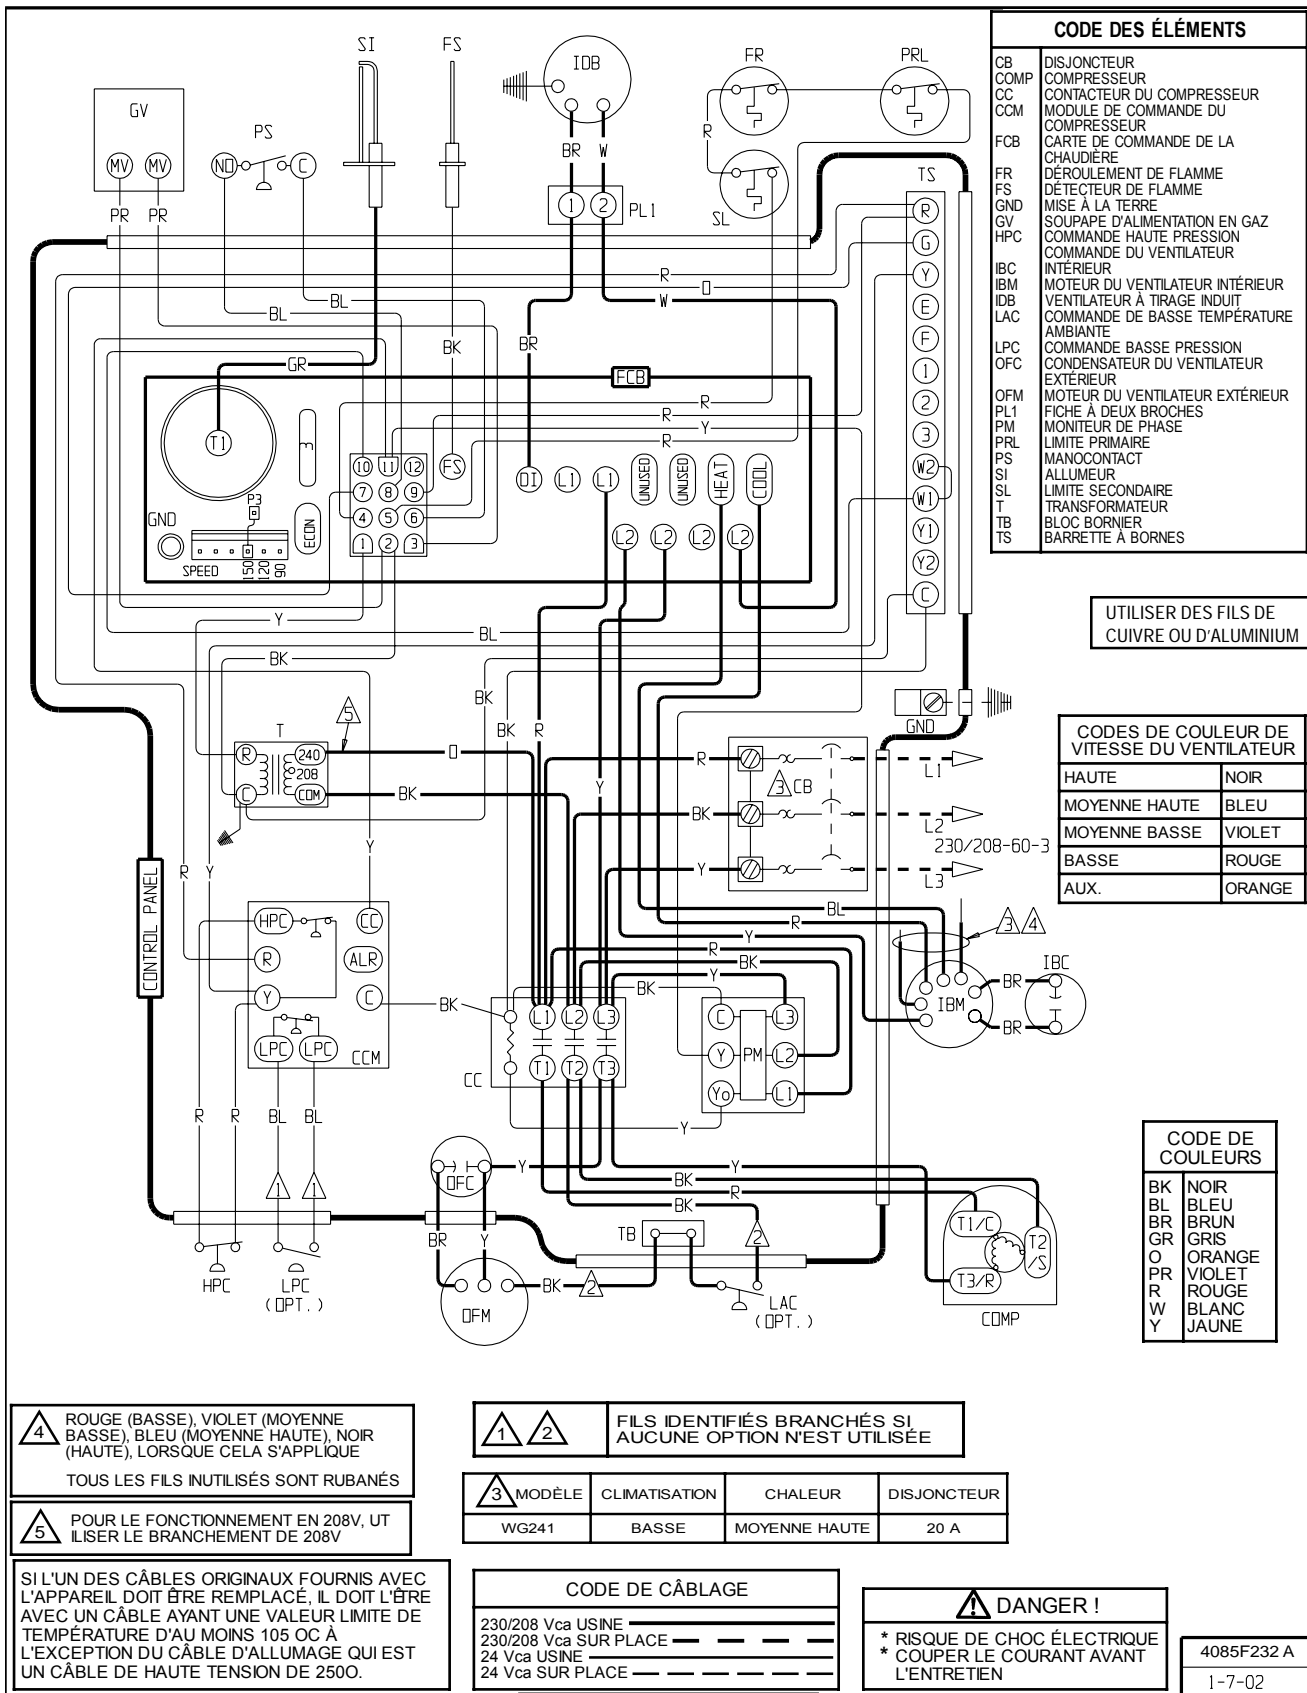 CODE DES ÉLÉMENTS
CB DISJONCTEUR
COMP COMPRESSEUR
CC CONTACTEUR DU COMPRESSEUR
CCM MODULE DE COMMANDE DU
COMPRESSEUR
FCB CARTE DE COMMANDE DE LA
CHAUDIÈRE
FR DÉROULEMENT DE FLAMME
FS DÉTECTEUR DE FLAMME
GND MISE À LA TERRE
GV SOUPAPE D'ALIMENTATION EN GAZ
HPC COMMANDE HAUTE PRESSION
COMMANDE DU VENTILATEUR
IBC INTÉRIEUR
IBM MOTEUR DU VENTILATEUR INTÉRIEUR
IDB VENTILATEUR À TIRAGE INDUIT
LAC COMMANDE DE BASSE TEMPÉRATURE
AMBIANTE
LPC COMMANDE BASSE PRESSION
OFC CONDENSATEUR DU VENTILATEUR
EXTÉRIEUR
OFM MOTEUR DU VENTILATEUR EXTÉRIEUR
PL1 FICHE À DEUX BROCHES
PM MONITEUR DE PHASE
PRL LIMITE PRIMAIRE
PS MANOCONTACT
SI ALLUMEUR
SL LIMITE SECONDAIRE
T TRANSFORMATEUR
TB BLOC BORNIER
TS BARRETTE À BORNES
UTILISER DES FILS DE
CUIVRE OU D'ALUMINIUM
CODES DE COULEUR DE
VITESSE DU VENTILATEUR
HAUTE NOIR
MOYENNE HAUTE BLEU
MOYENNE BASSE VIOLET
BASSE ROUGE
AUX. ORANGE
CODE DE
COULEURS
BK NOIR
BL BLEU
BR BRUN
GR GRIS
O ORANGE
PR VIOLET
R ROUGE
W BLANC
Y JAUNE
SI FS IDB FR PRL
GV PS
MV MV NO C
BR W R TS
1 2 PL1 SL
PR PR
R
G
Y
E
F
1
2
3
W2
W1
Y1
Y2
C
R O
BL W
BL
BK BR
GR
FCB
R
R Y
R
T1 3
10 11 12 FS
7 8 9
4 5 6
1 2 3
OI L1 L1 UNUSED UNUSED HEAT COOL
P3
GND
ECON
L2 L2 L2 L2
SPEED 150 120 90
Y
BL
BK
BK
BK R
GND
T 5
R 240
208
C COM
O
BK
Y
R L1
3 CB
BK L2
230/208-60-3
Y L3
R Y Y
CONTROL PANEL
BL
R
Y
3 4
HPC CC
R ALR
Y C
LPC LPC
CCM
R
BK
Y
BK
BK
BR IBC
IBM
BR
L1 L2 L3
T1 T2 T3
CC
C L3
Y PM L2
Yo L1
Y
R R BL BL
1 1
OFC
Y Y
BK
R
BK
TB 2
BR Y
HPC LPC
(OPT.)
BK 2
OFM
LAC
(OPT.)
T1/C
T2/S
T3/R
COMP
4 ROUGE (BASSE), VIOLET (MOYENNE
BASSE), BLEU (MOYENNE HAUTE), NOIR
(HAUTE), LORSQUE CELA S'APPLIQUE
TOUS LES FILS INUTILISÉS SONT RUBANÉS
5 POUR LE FONCTIONNEMENT EN 208V, UT
ILISER LE BRANCHEMENT DE 208V
SI L'UN DES CÂBLES ORIGINAUX FOURNIS AVEC
L'APPAREIL DOIT ÊTRE REMPLACÉ, IL DOIT L'ÊTRE
AVEC UN CÂBLE AYANT UNE VALEUR LIMITE DE
TEMPÉRATURE D'AU MOINS 105 OC À
L'EXCEPTION DU CÂBLE D'ALLUMAGE QUI EST
UN CÂBLE DE HAUTE TENSION DE 250O.
1 2 FILS IDENTIFIÉS BRANCHÉS SI
AUCUNE OPTION N'EST UTILISÉE
3 MODÈLE CLIMATISATION CHALEUR DISJONCTEUR
WG241 BASSE MOYENNE HAUTE 20 A
CODE DE CÂBLAGE
230/208 Vca USINE
230/208 Vca SUR PLACE
24 Vca USINE
24 Vca SUR PLACE
DANGER !
* RISQUE DE CHOC ÉLECTRIQUE
* COUPER LE COURANT AVANT
L'ENTRETIEN
4085F232 A
1-7-02